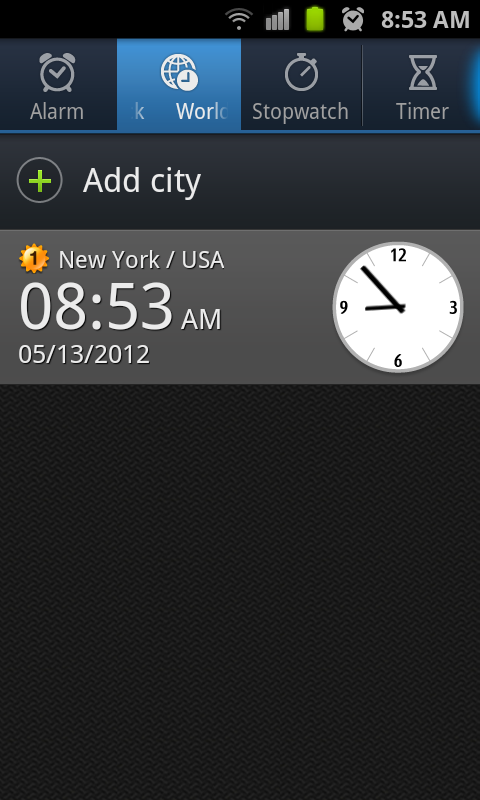 8:53 AM
Alarm
k Worl
Stopwatch
Timer
Add city
1 New York / USA
08:53 AM
05/13/2012
12
9
3
6